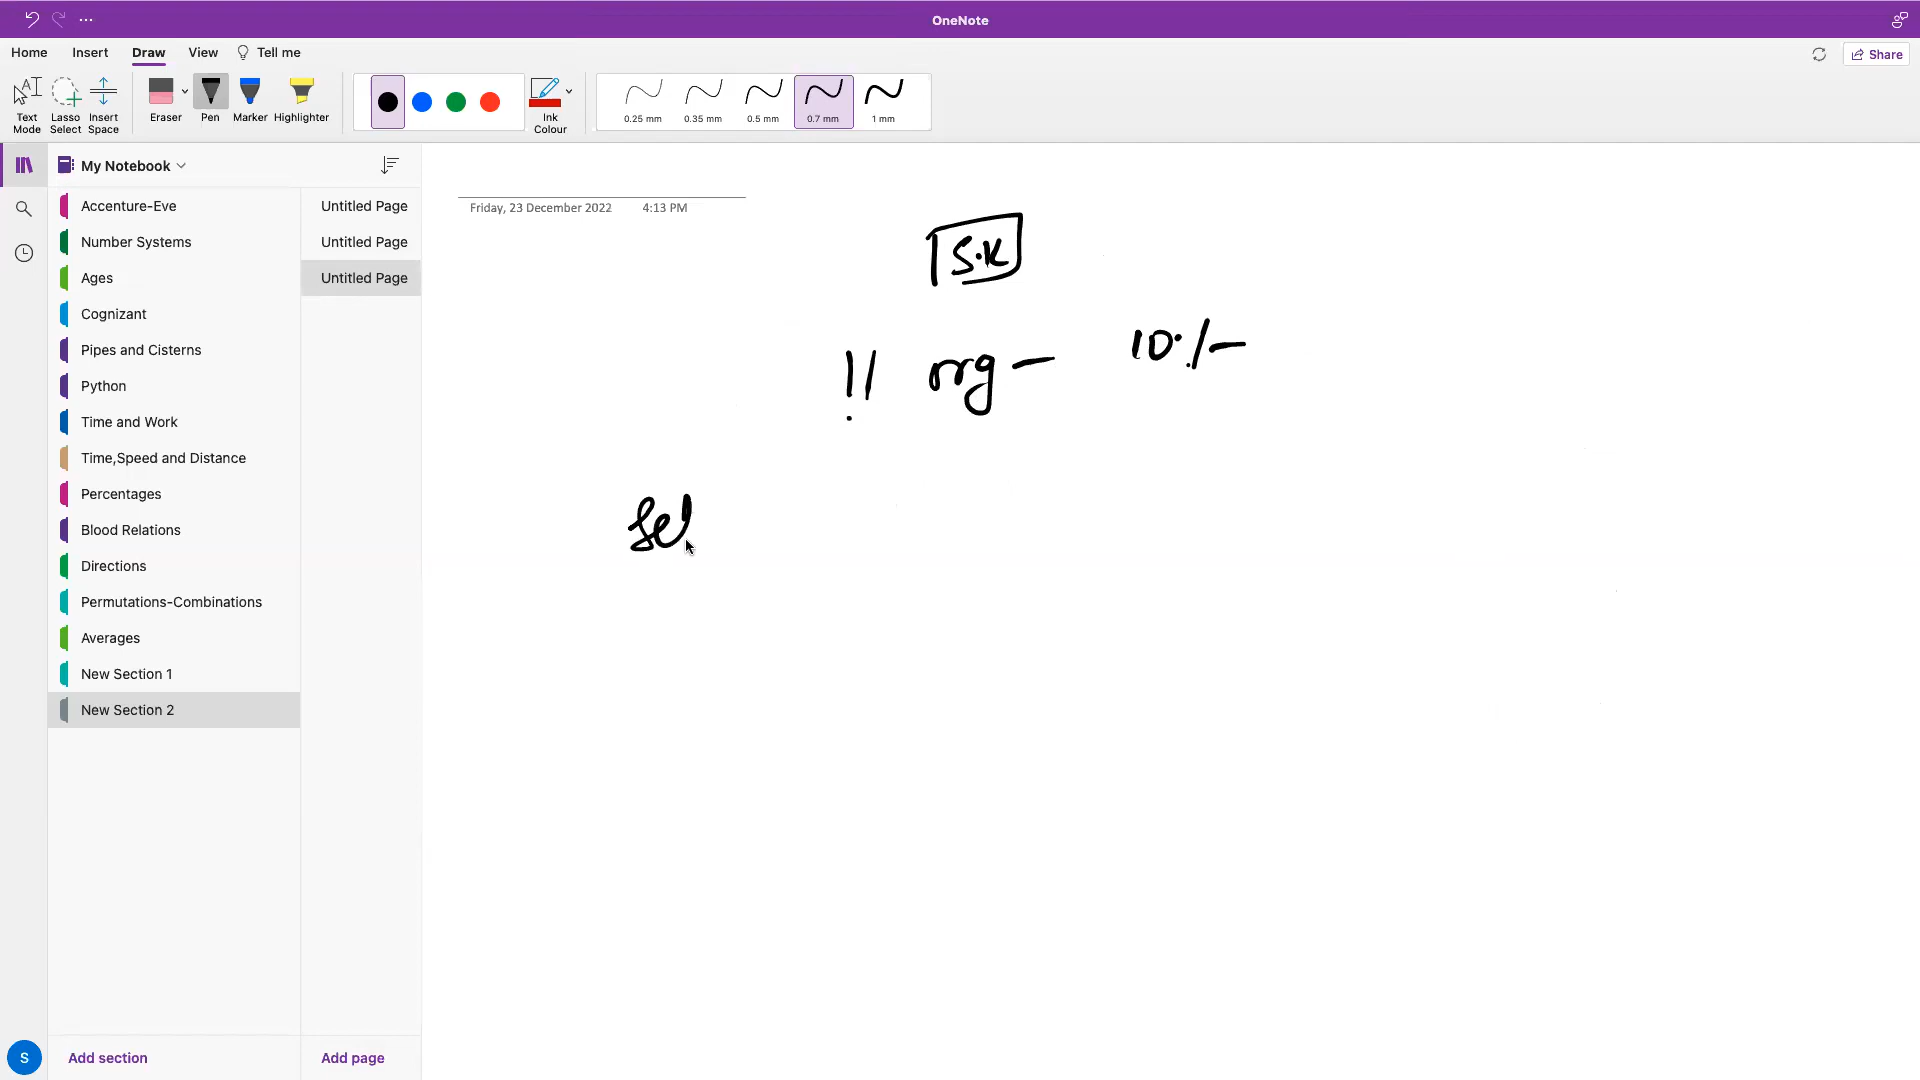 OneNote
Home Insert Draw View Tell me
Share
Text Mode
Lasso Select
Insert Space
Eraser
Pen
Marker
Highlighter
Ink Colour
0.25 mm
0.35 mm
0.5 mm
0.7 mm
1 mm
My Notebook
Accenture-Eve
Number Systems
Ages
Cognizant
Pipes and Cisterns
Python
Time and Work
Time,Speed and Distance
Percentages
Blood Relations
Directions
Permutations-Combinations
Averages
New Section 1
New Section 2
Untitled Page
Untitled Page
Untitled Page
Friday, 23 December 2022 4:13 PM
S.K
10
Sel
S
Add section
Add page